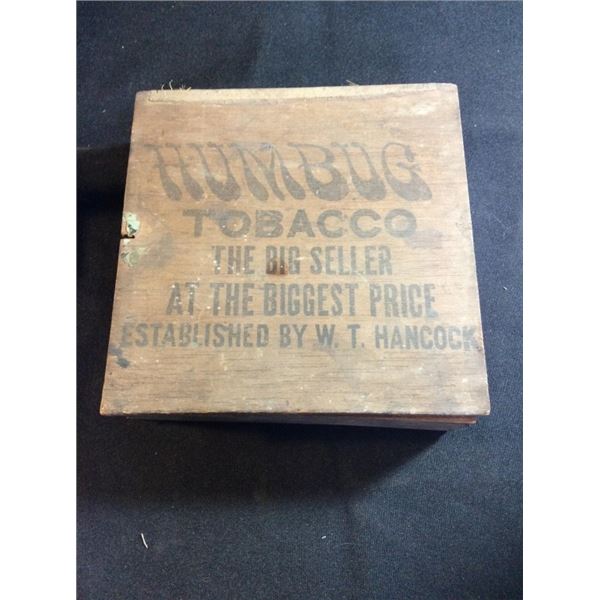 HUMBUG
TOBACCO
THE BIG SELLER
AT THE BIGGEST PRICE
ESTABLISHED BY W. T. HANCOCK